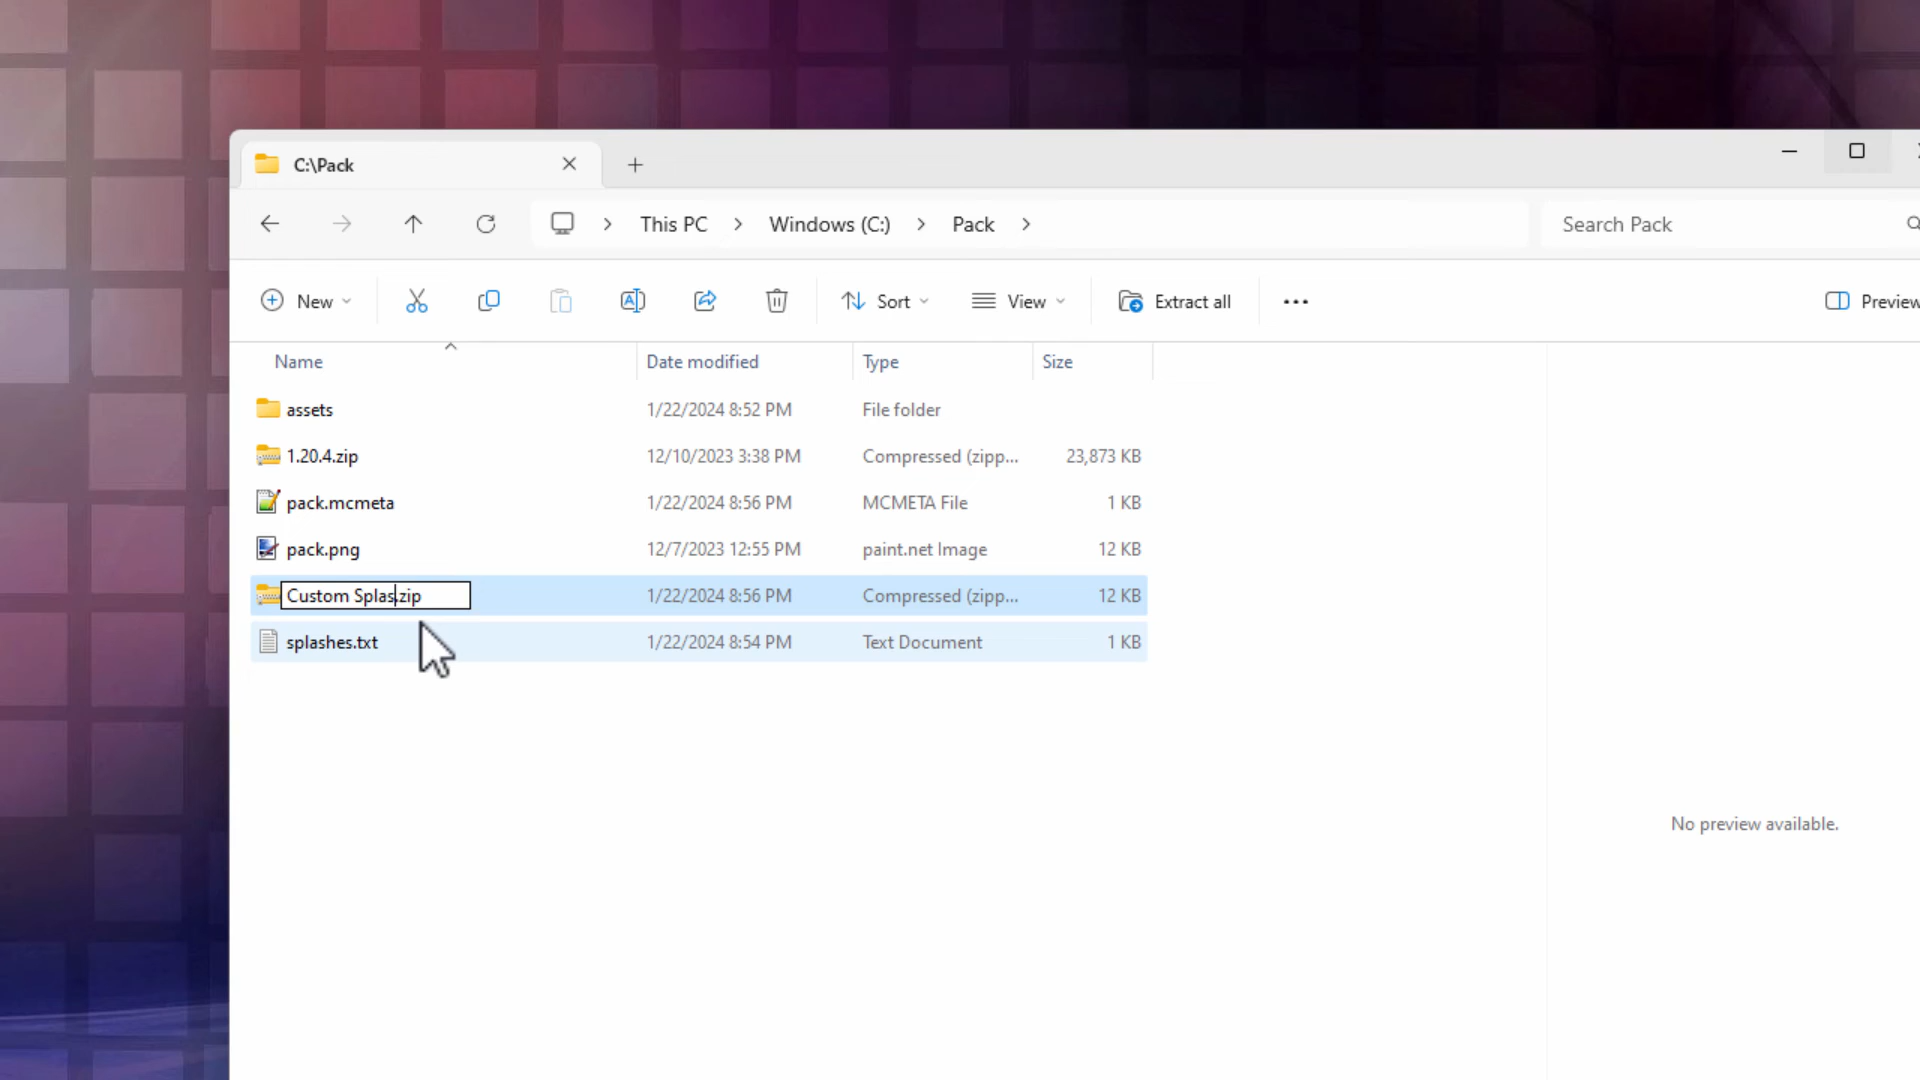 C:\Pack
This PC Windows (C:) Pack Search Pack
New Sort View Extract all Preview
Name Date modified Type Size
assets 1/22/2024 8:52 PM File folder
1.20.4.zip 12/10/2023 3:38 PM Compressed (zipp... 23,873 KB
pack.mcmeta 1/22/2024 8:56 PM MCMETA File 1 KB
pack.png 12/7/2023 12:55 PM paint.net Image 12 KB
Custom Splas.zip 1/22/2024 8:56 PM Compressed (zipp... 12 KB
splashes.txt 1/22/2024 8:54 PM Text Document 1 KB
No preview available.